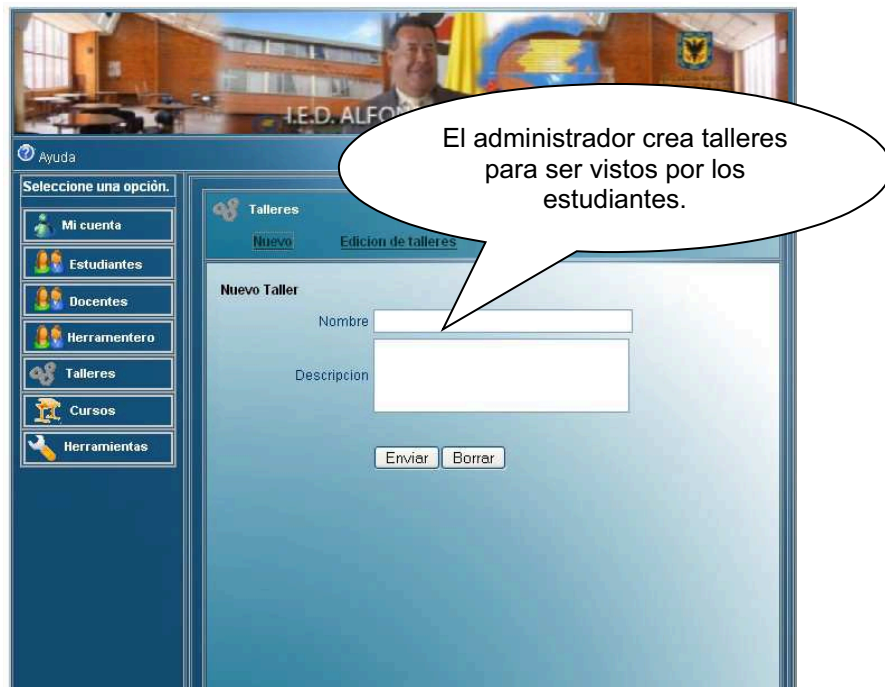 I.E.D. ALFO
El administrador crea talleres
para ser vistos por los
estudiantes.
Ayuda
Seleccione una opción.
Mi cuenta
Estudiantes
Docentes
Herramentero
Talleres
Cursos
Herramientas
Talleres
Nuevo Edicion de talleres
Nuevo Taller
Nombre
Descripcion
Enviar Borrar